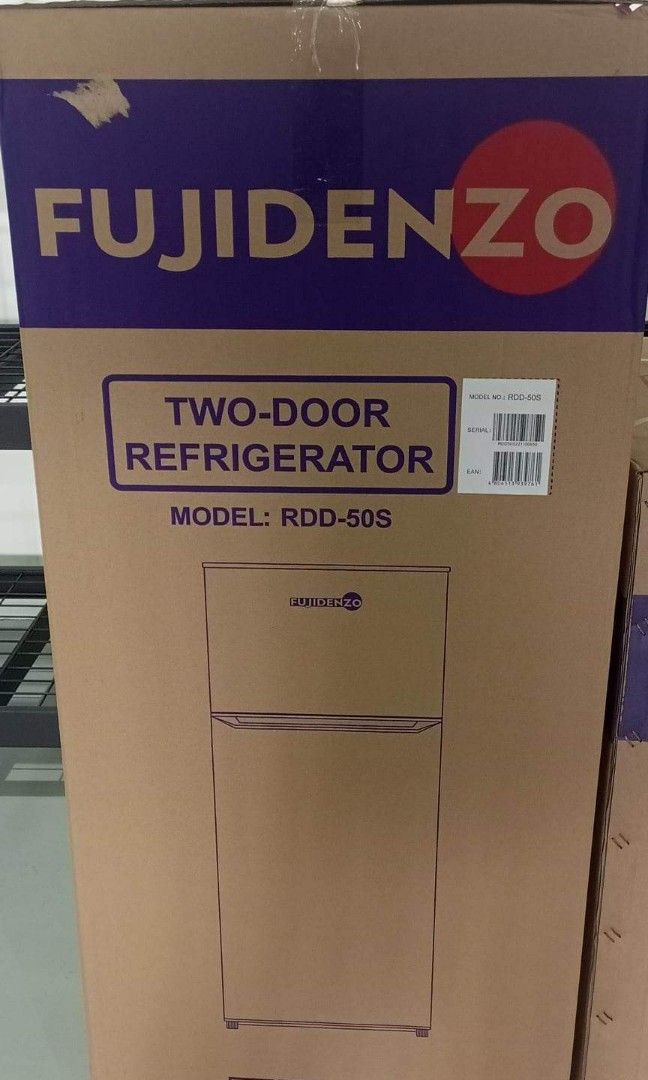 FUJIDENZO
TWO-DOOR
REFRIGERATOR
MODEL: RDD-50S
MODEL NO.: RDD-50S
SERIAL:
EAN:
FUJIDENZO